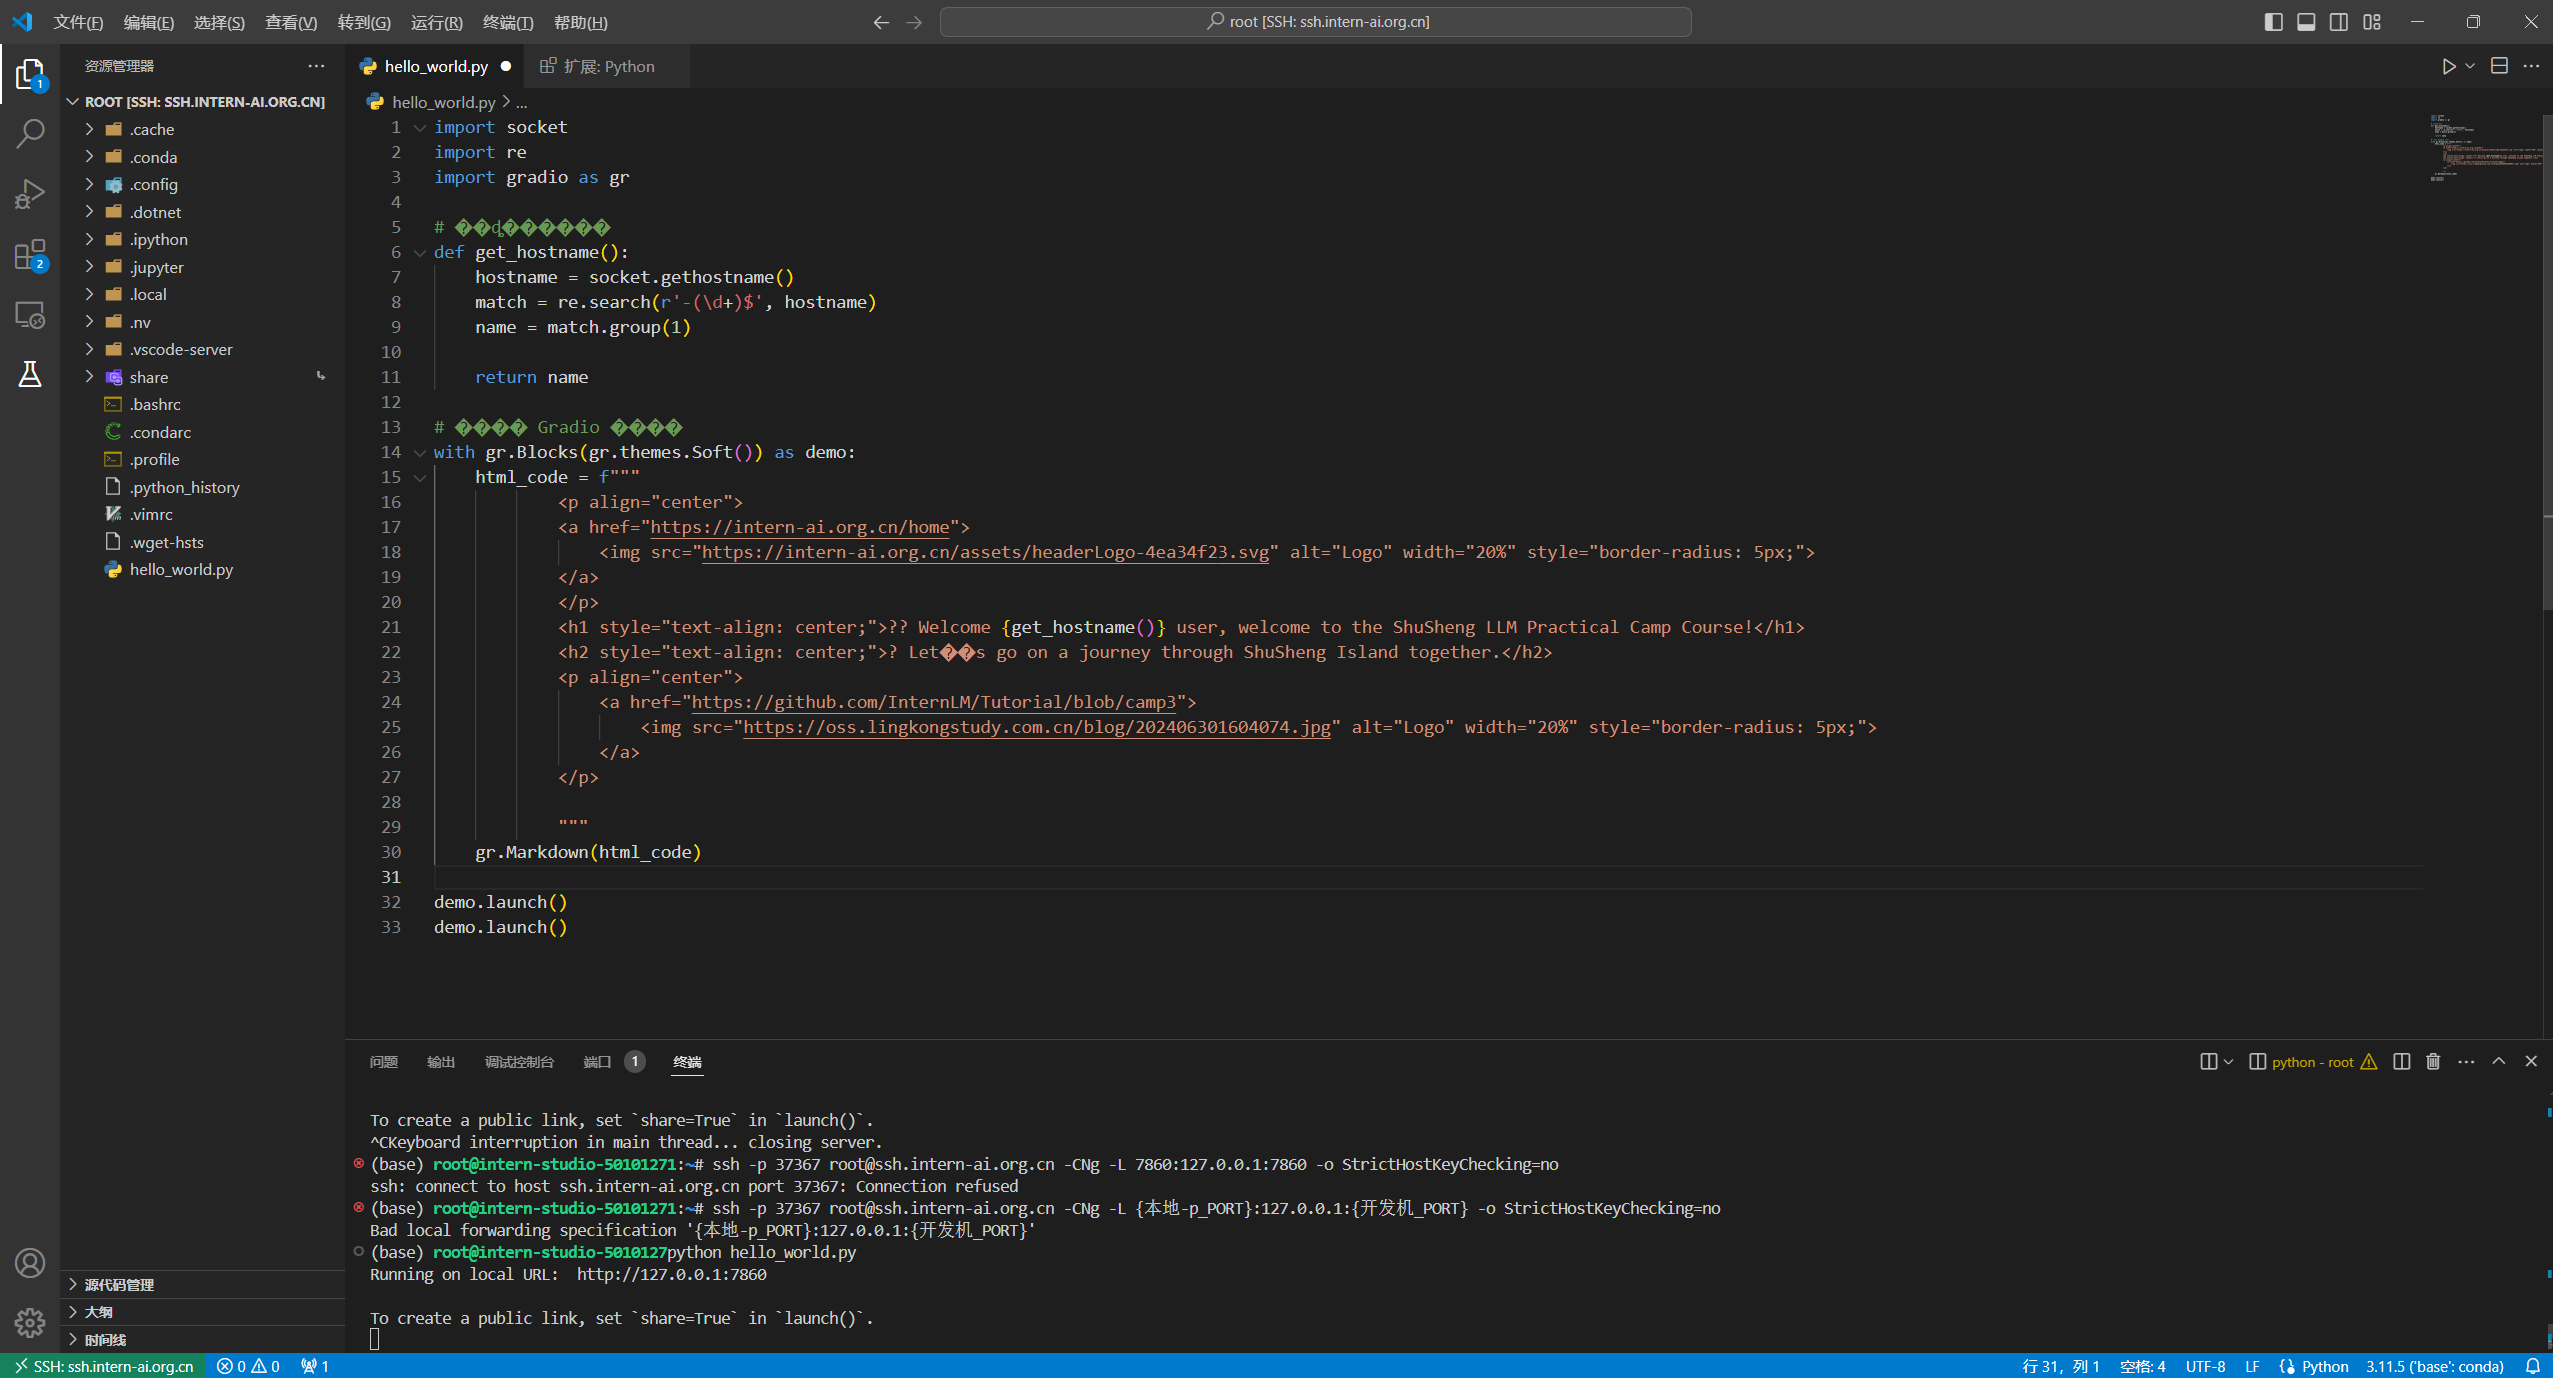 文件(F) 编辑(E) 选择(S) 查看(V) 转到(G) 运行(R) 终端(T) 帮助(H)
root [SSH: ssh.intern-ai.org.cn]
资源管理器
ROOT [SSH: SSH.INTERN-AI.ORG.CN]
.cache
.conda
.config
.dotnet
.ipython
.jupyter
.local
.nv
.vscode-server
share
.bashrc
.condarc
.profile
.python_history
.vimrc
.wget-hsts
hello_world.py
源代码管理
大纲
时间线
1
2
hello_world.py
扩展: Python
hello_world.py > ...
1 import socket
2 import re
3 import gradio as gr
4
5 # ��ȡ������
6 def get_hostname():
7 hostname = socket.gethostname()
8 match = re.search(r'-(\d+)$', hostname)
9 name = match.group(1)
10
11 return name
12
13 # ���� Gradio ����
14 with gr.Blocks(gr.themes.Soft()) as demo:
15 html_code = f"""
16 <p align="center">
17 <a href="https://intern-ai.org.cn/home">
18 <img src="https://intern-ai.org.cn/assets/headerLogo-4ea34f23.svg" alt="Logo" width="20%" style="border-radius: 5px;">
19 </a>
20 </p>
21 <h1 style="text-align: center;">?? Welcome {get_hostname()} user, welcome to the ShuSheng LLM Practical Camp Course!</h1>
22 <h2 style="text-align: center;">? Let��s go on a journey through ShuSheng Island together.</h2>
23 <p align="center">
24 <a href="https://github.com/InternLM/Tutorial/blob/camp3">
25 <img src="https://oss.lingkongstudy.com.cn/blog/202406301604074.jpg" alt="Logo" width="20%" style="border-radius: 5px;">
26 </a>
27 </p>
28
29 """
30 gr.Markdown(html_code)
31
32 demo.launch()
33 demo.launch()
问题 输出 调试控制台 端口 1 终端
python - root
To create a public link, set `share=True` in `launch()`.
^CKeyboard interruption in main thread... closing server.
(base) root@intern-studio-50101271:~# ssh -p 37367 root@ssh.intern-ai.org.cn -CNg -L 7860:127.0.0.1:7860 -o StrictHostKeyChecking=no
ssh: connect to host ssh.intern-ai.org.cn port 37367: Connection refused
(base) root@intern-studio-50101271:~# ssh -p 37367 root@ssh.intern-ai.org.cn -CNg -L {本地-p_PORT}:127.0.0.1:{开发机_PORT} -o StrictHostKeyChecking=no
Bad local forwarding specification '{本地-p_PORT}:127.0.0.1:{开发机_PORT}'
(base) root@intern-studio-5010127python hello_world.py
Running on local URL:  http://127.0.0.1:7860
To create a public link, set `share=True` in `launch()`.
SSH: ssh.intern-ai.org.cn 0 0 1 行 31，列 1 空格: 4 UTF-8 LF Python 3.11.5 ('base': conda)